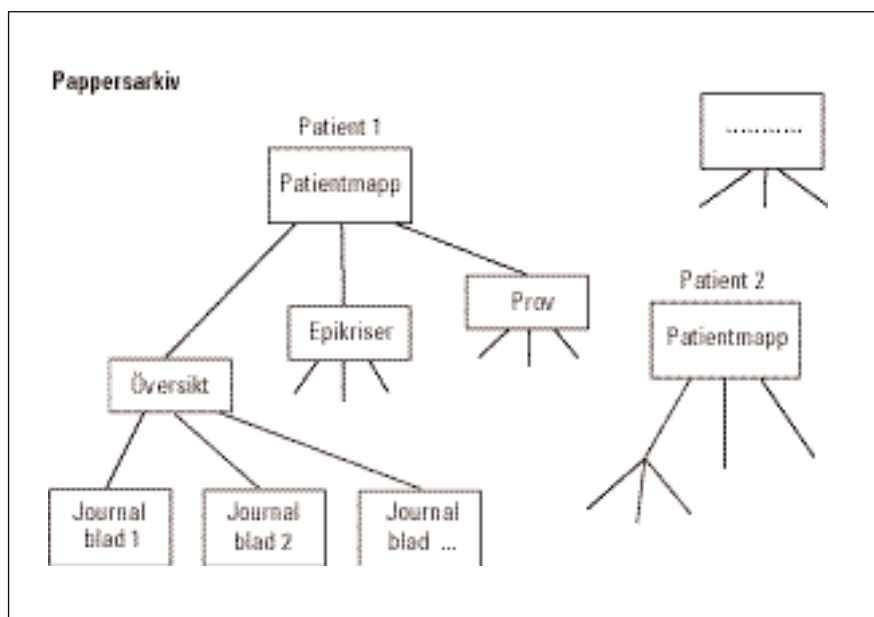 Pappersarkiv
Patient 1
Patientmapp
...........
Patient 2
Patientmapp
Prov
Epikriser
Översikt
Journal
blad 1
Journal
blad 2
Journal
blad ...